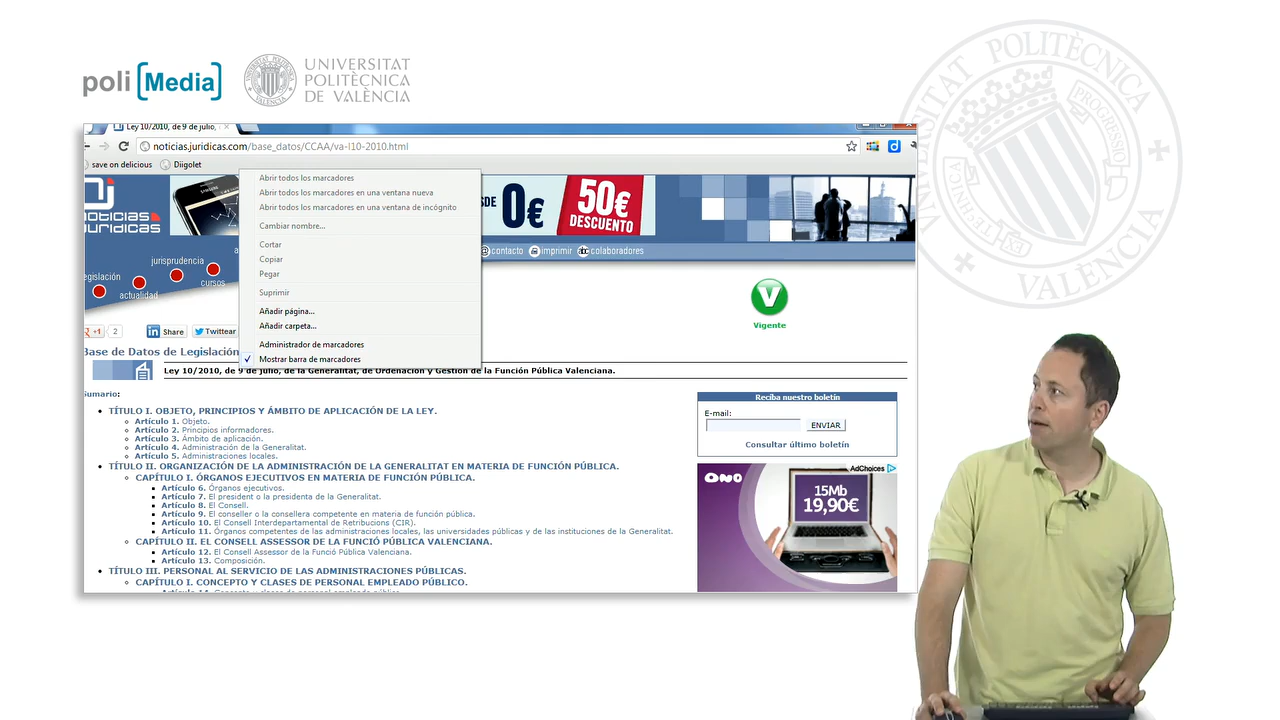 poli [Media]
UNIVERSITAT
POLITÈCNICA
DE VALÈNCIA
UNIVERSITAT POLITÈCNICA DE VALÈNCIA
PROGRESSIO
Ley 10/2010, de 9 de julio,
noticias.juridicas.com/base_datos/CCAA/va-l10-2010.html
save on delicious
Diigolet
Abrir todos los marcadores
Abrir todos los marcadores en una ventana nueva
Abrir todos los marcadores en una ventana de incógnito
Cambiar nombre...
Cortar
Copiar
Pegar
Suprimir
Añadir página...
Añadir carpeta...
Administrador de marcadores
Mostrar barra de marcadores
0€
50€
DESCUENTO
contacto imprimir colaboradores
jurisprudencia
actualidad
cursos
V
Vigente
+1 2
in Share
Twittear
Base de Datos de Legislación
Ley 10/2010, de 9 de julio, de la Generalitat, de Ordenación y Gestión de la Función Pública Valenciana.
Sumario:
TÍTULO I. OBJETO, PRINCIPIOS Y ÁMBITO DE APLICACIÓN DE LA LEY.
Artículo 1. Objeto.
Artículo 2. Principios informadores.
Artículo 3. Ámbito de aplicación.
Artículo 4. Administración de la Generalitat.
Artículo 5. Administraciones locales.
TÍTULO II. ORGANIZACIÓN DE LA ADMINISTRACIÓN DE LA GENERALITAT EN MATERIA DE FUNCIÓN PÚBLICA.
CAPÍTULO I. ÓRGANOS EJECUTIVOS EN MATERIA DE FUNCIÓN PÚBLICA.
Artículo 6. Órganos ejecutivos.
Artículo 7. El president o la presidenta de la Generalitat.
Artículo 8. El Consell.
Artículo 9. El conseller o la consellera competente en materia de función pública.
Artículo 10. El Consell Interdepartamental de Retribucions (CIR).
Artículo 11. Órganos competentes de las administraciones locales, las universidades públicas y de las instituciones de la Generalitat.
CAPÍTULO II. EL CONSELL ASSESSOR DE LA FUNCIÓ PÚBLICA VALENCIANA.
Artículo 12. El Consell Assessor de la Funció Pública Valenciana.
Artículo 13. Composición.
TÍTULO III. PERSONAL AL SERVICIO DE LAS ADMINISTRACIONES PÚBLICAS.
CAPÍTULO I. CONCEPTO Y CLASES DE PERSONAL EMPLEADO PÚBLICO.
Reciba nuestro boletín
E-mail:
ENVIAR
Consultar último boletín
AdChoices
ONO
15Mb
19,90€